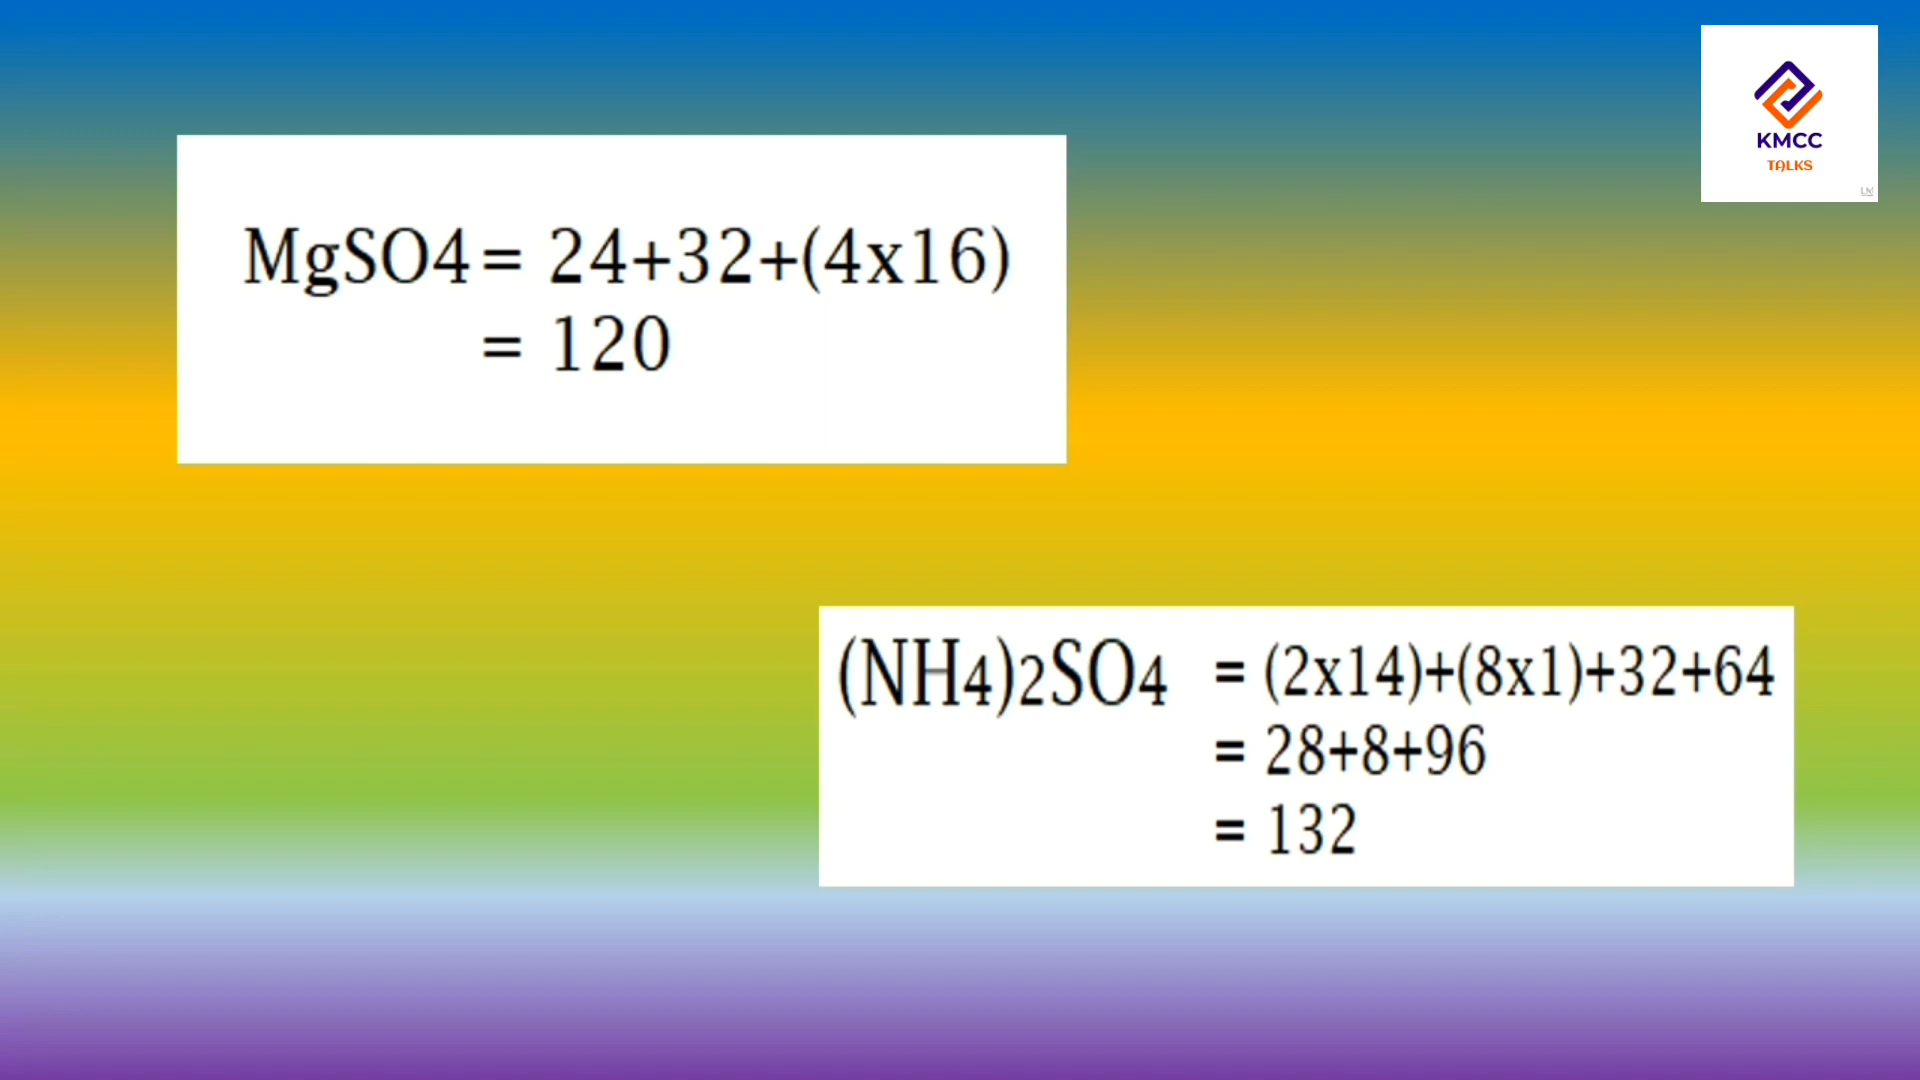 KMCC
TALKS
MgSO4 = 24+32+(4x16)
= 120
(NH4)2SO4 = (2x14)+(8x1)+32+64
= 28+8+96
= 132